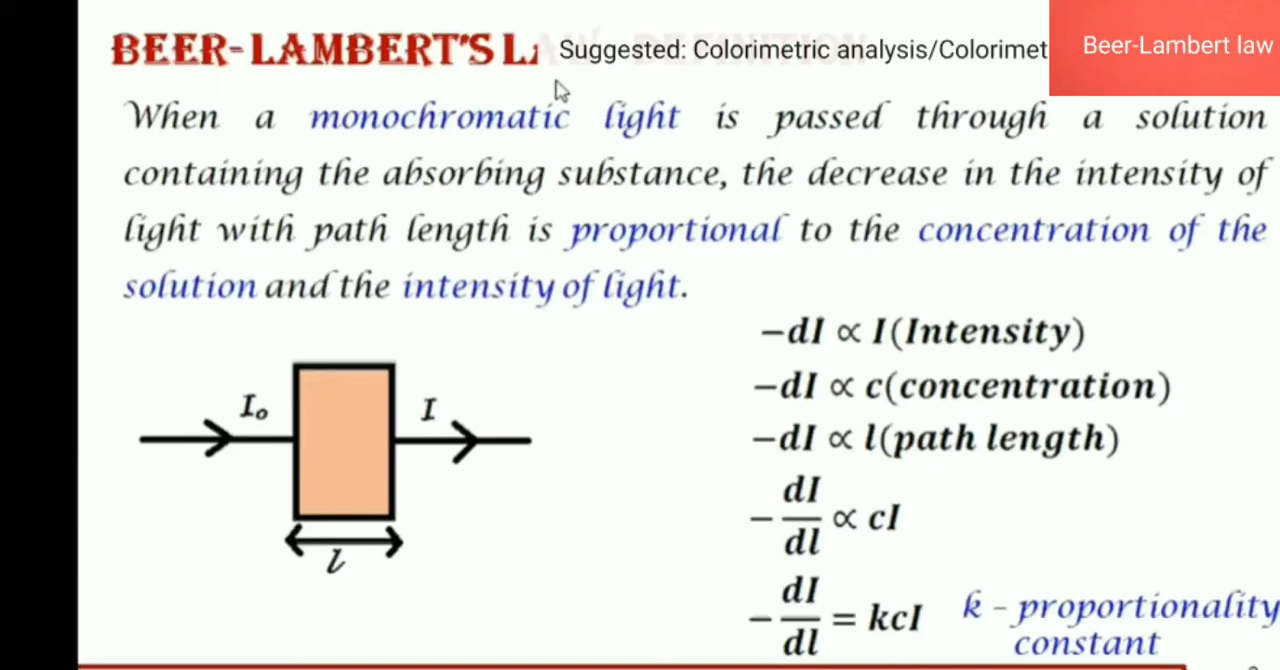 BEER-LAMBERT'S
Suggested: Colorimetric analysis/Colorimet
Beer-Lambert law
When a monochromatic light is passed through a solution
containing the absorbing substance, the decrease in the intensity of
light with path length is proportional to the concentration of the
solution and the intensity of light.
I₀
I
l
−dI ∝ I(Intensity)
−dI ∝ c(concentration)
−dI ∝ l(path length)
−dI/dl ∝ cI
−dI/dl = kcI k - proportionality
constant